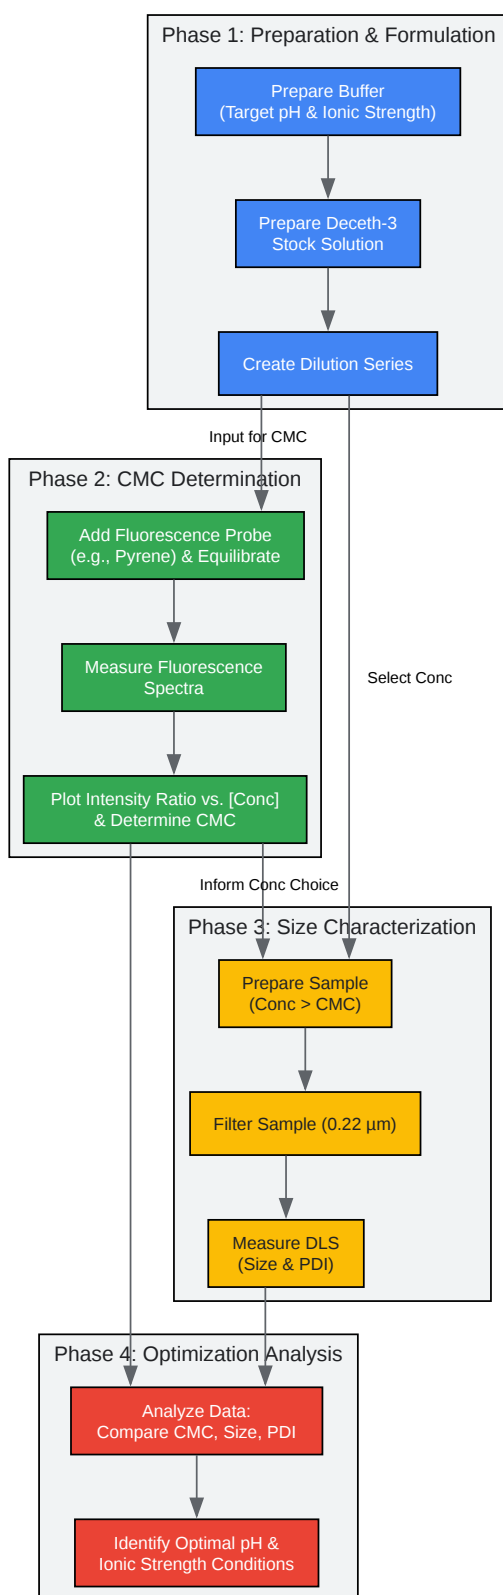 Phase 1: Preparation & Formulation
Prepare Buffer
(Target pH & Ionic Strength)
Prepare Deceth-3
Stock Solution
Create Dilution Series
Input for CMC
Phase 2: CMC Determination
Add Fluorescence Probe
(e.g., Pyrene) & Equilibrate
Measure Fluorescence
Spectra
Select Conc
Plot Intensity Ratio vs. [Conc]
& Determine CMC
Inform Conc Choice
Phase 3: Size Characterization
Prepare Sample
(Conc > CMC)
Filter Sample (0.22 µm)
Measure DLS
(Size & PDI)
Phase 4: Optimization Analysis
Analyze Data:
Compare CMC, Size, PDI
Identify Optimal pH &
Ionic Strength Conditions